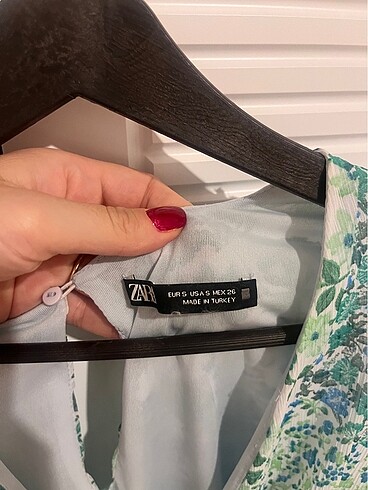 ZARA
EUR S USA S MEX 26
MADE IN TURKEY